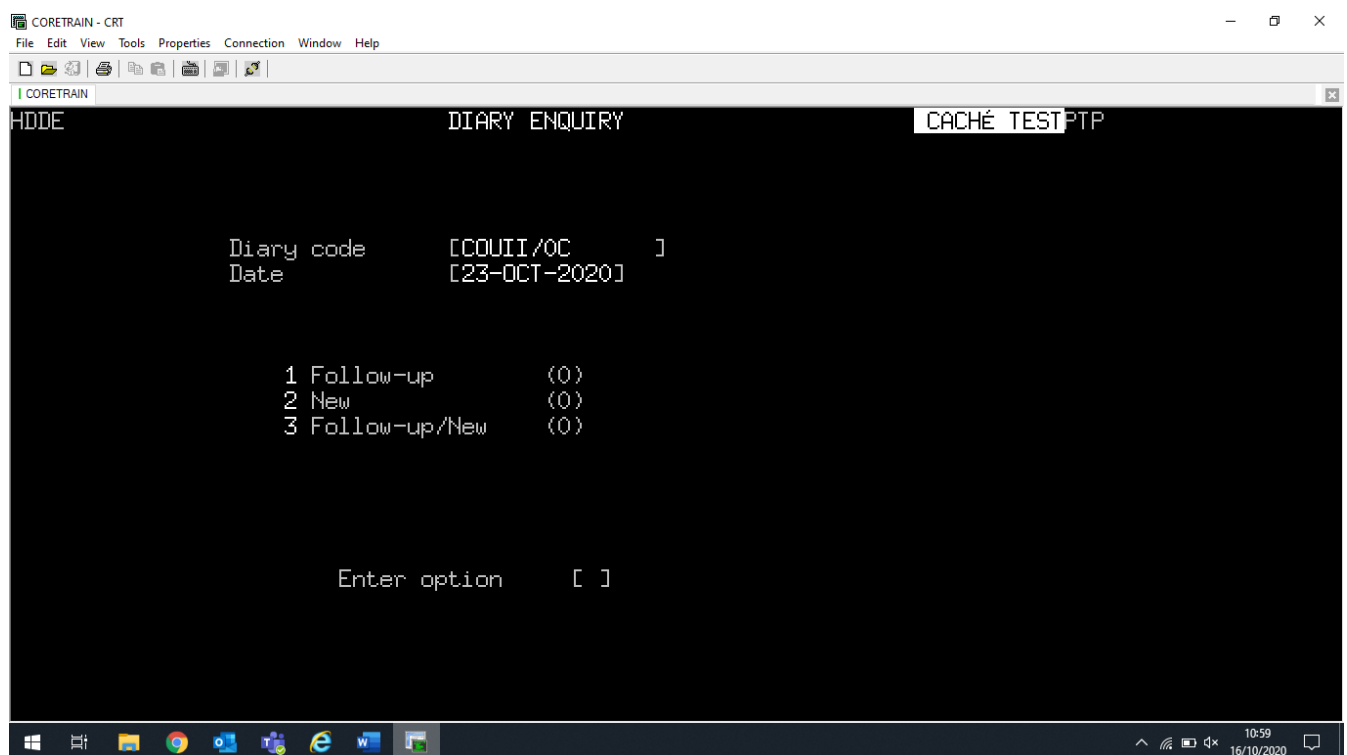 CORETRAIN - CRT
File Edit View Tools Properties Connection Window Help
CORETRAIN
HDDE DIARY ENQUIRY CACHÉ TESTPTP
Diary code [COUII/OC ]
Date [23-OCT-2020]
1 Follow-up (0)
2 New (0)
3 Follow-up/New (0)
Enter option [ ]
10:59
16/10/2020